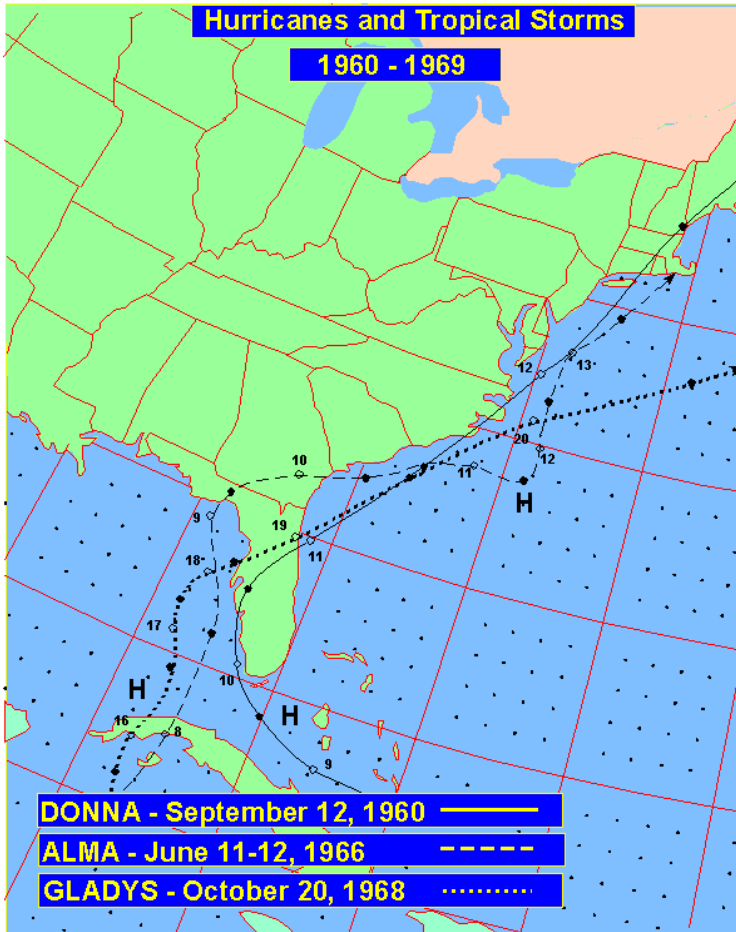 Hurricanes and Tropical Storms
1960 - 1969
12
13
20
12
10
11
H
9
19
11
18
17
10
H
H
16
8
9
DONNA - September 12, 1960
ALMA - June 11-12, 1966
GLADYS - October 20, 1968